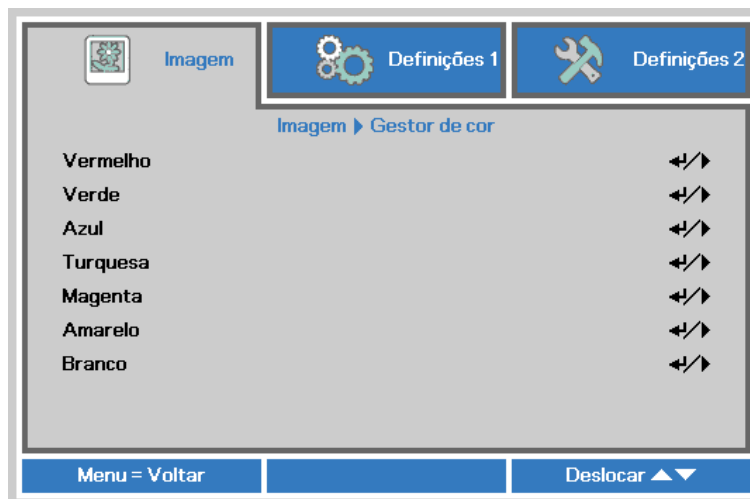 Imagem Definições 1 Definições 2
Imagem ▶ Gestor de cor
Vermelho
Verde
Azul
Turquesa
Magenta
Amarelo
Branco
Menu = Voltar Deslocar ▲▼